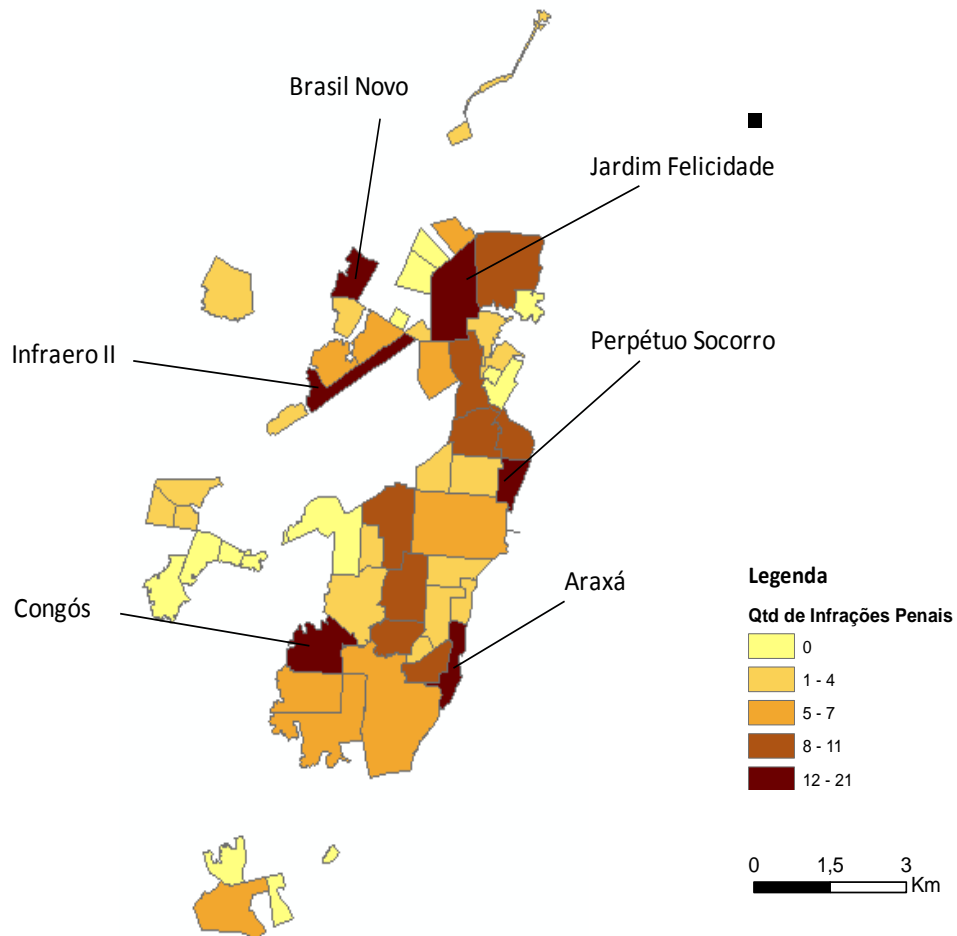 Brasil Novo
Jardim Felicidade
Infraero II
Perpétuo Socorro
Congós
Araxá
Legenda
Qtd de Infrações Penais
0
1 - 4
5 - 7
8 - 11
12 - 21
0 1,5 3
Km